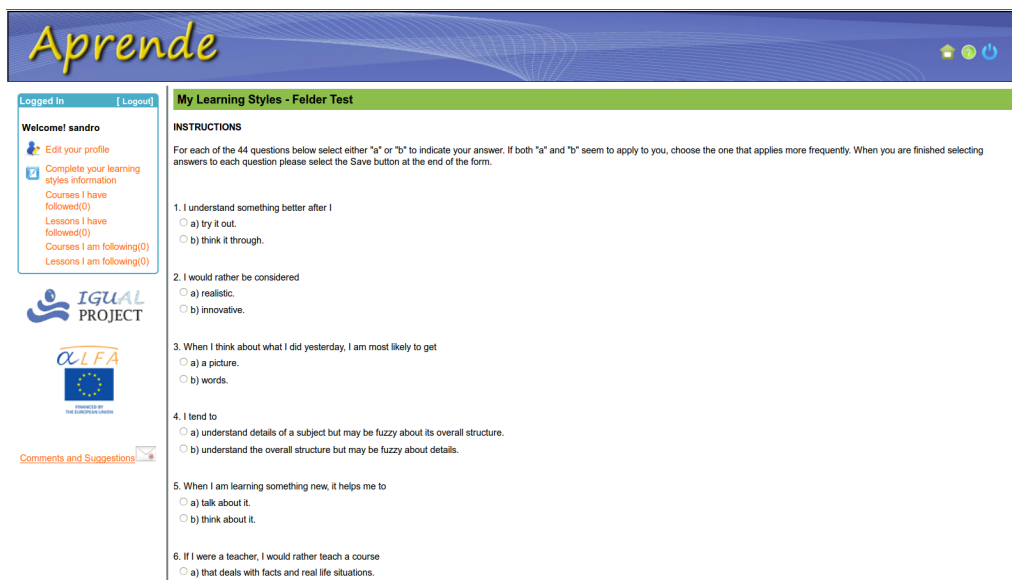 Aprende
Logged In [ Logout]
Welcome! sandro
Edit your profile
Complete your learning
styles information
Courses I have
followed(0)
Lessons I have
followed(0)
Courses I am following(0)
Lessons I am following(0)
IGUAL
PROJECT
αLFA
FINANCED BY
THE EUROPEAN UNION
Comments and Suggestions
My Learning Styles - Felder Test
INSTRUCTIONS
For each of the 44 questions below select either "a" or "b" to indicate your answer. If both "a" and "b" seem to apply to you, choose the one that applies more frequently. When you are finished selecting
answers to each question please select the Save button at the end of the form.
1. I understand something better after I
a) try it out.
b) think it through.
2. I would rather be considered
a) realistic.
b) innovative.
3. When I think about what I did yesterday, I am most likely to get
a) a picture.
b) words.
4. I tend to
a) understand details of a subject but may be fuzzy about its overall structure.
b) understand the overall structure but may be fuzzy about details.
5. When I am learning something new, it helps me to
a) talk about it.
b) think about it.
6. If I were a teacher, I would rather teach a course
a) that deals with facts and real life situations.